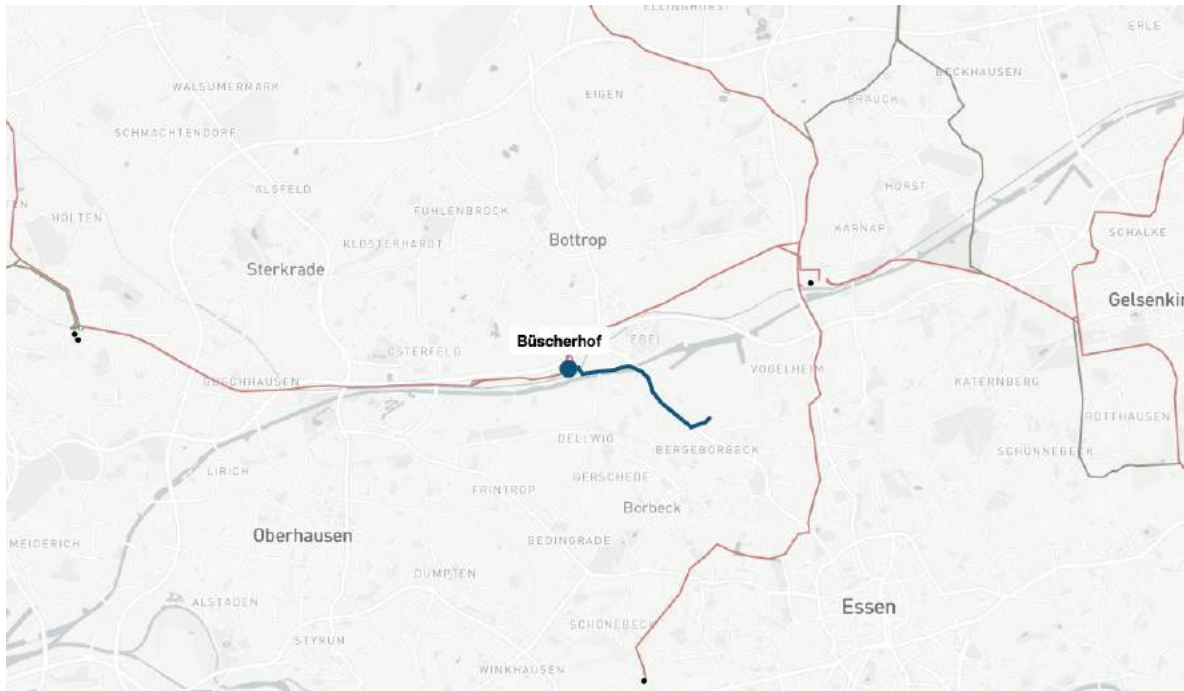 ELLINGHORST
ERLE
BECKHAUSEN
WALSUMERMARK
EIGEN
BRAUCK
SCHMACHTENDORF
ALSFELD
HORST
HOLTEN
FUHLENBROCK
KARNAP
SCHALKE
KLOSTERHARDT
Bottrop
Sterkrade
Gelsenkir
Büscherhof
EBEL
OSTERFELD
VOGELHEIM
BUSCHHAUSEN
KATERNBERG
ROTTHAUSEN
DELLWIG
BERGEBORBECK
SCHONNEBECK
LIRICH
GERSCHEDE
FRINTROP
Borbeck
Oberhausen
MEIDERICH
BEDINGRADE
DÜMPTEN
ALSTADEN
Essen
SCHÖNEBECK
STYRUM
WINKHAUSEN